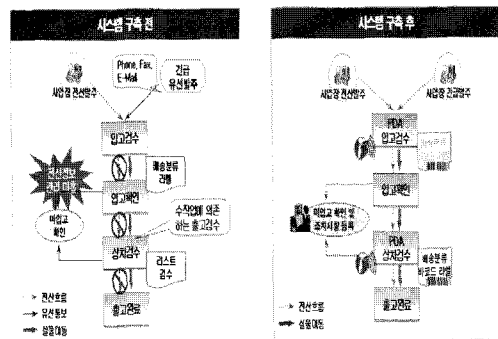 시스템 구축 전
Phone, Fax,
E-Mail
긴급
유선발주
사업장 전산발주
입고검수
배송분류
라벨
입고확인
미입고
확인
수작업에 의존
하는 출고검수
상차검수
리스트
검수
출고완료
전산흐름
유선통보
실물이동
시스템 구축 후
사업장 전산발주
사업장 긴급발주
PDA
입고검수
입고확인
미입고 확인 및
조치사항 등록
PDA
상차검수
배송분류
바코드 라벨
출고완료
전산흐름
실물이동